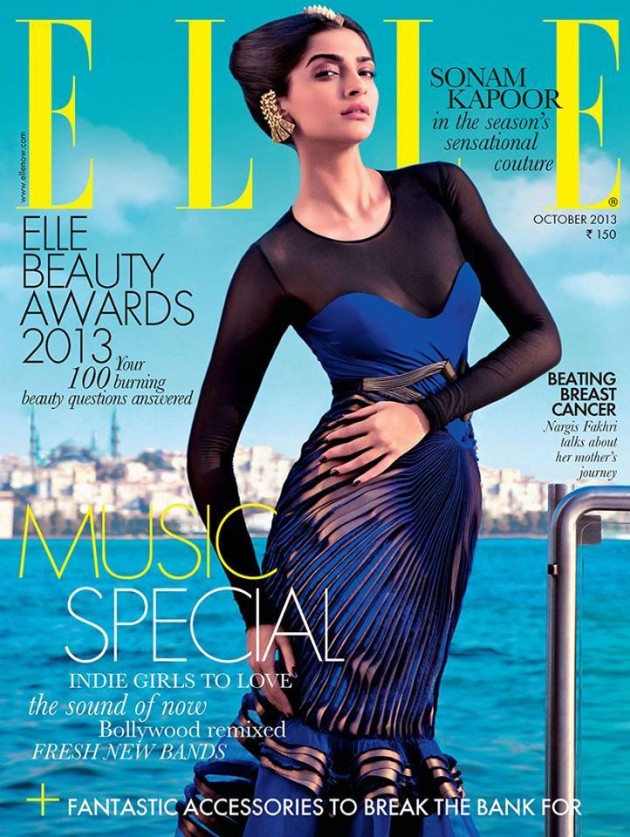 ELLE
www.ellenow.com
SONAM
KAPOOR
in the season's
sensational
couture
®
OCTOBER 2013
₹ 150
ELLE
BEAUTY
AWARDS
2013
Your
100 burning
beauty questions answered
BEATING
BREAST
CANCER
Nargis Fakhri
talks about
her mother's
journey
MUSIC
SPECIAL
INDIE GIRLS TO LOVE
the sound of now
Bollywood remixed
FRESH NEW BANDS
+ FANTASTIC ACCESSORIES TO BREAK THE BANK FOR